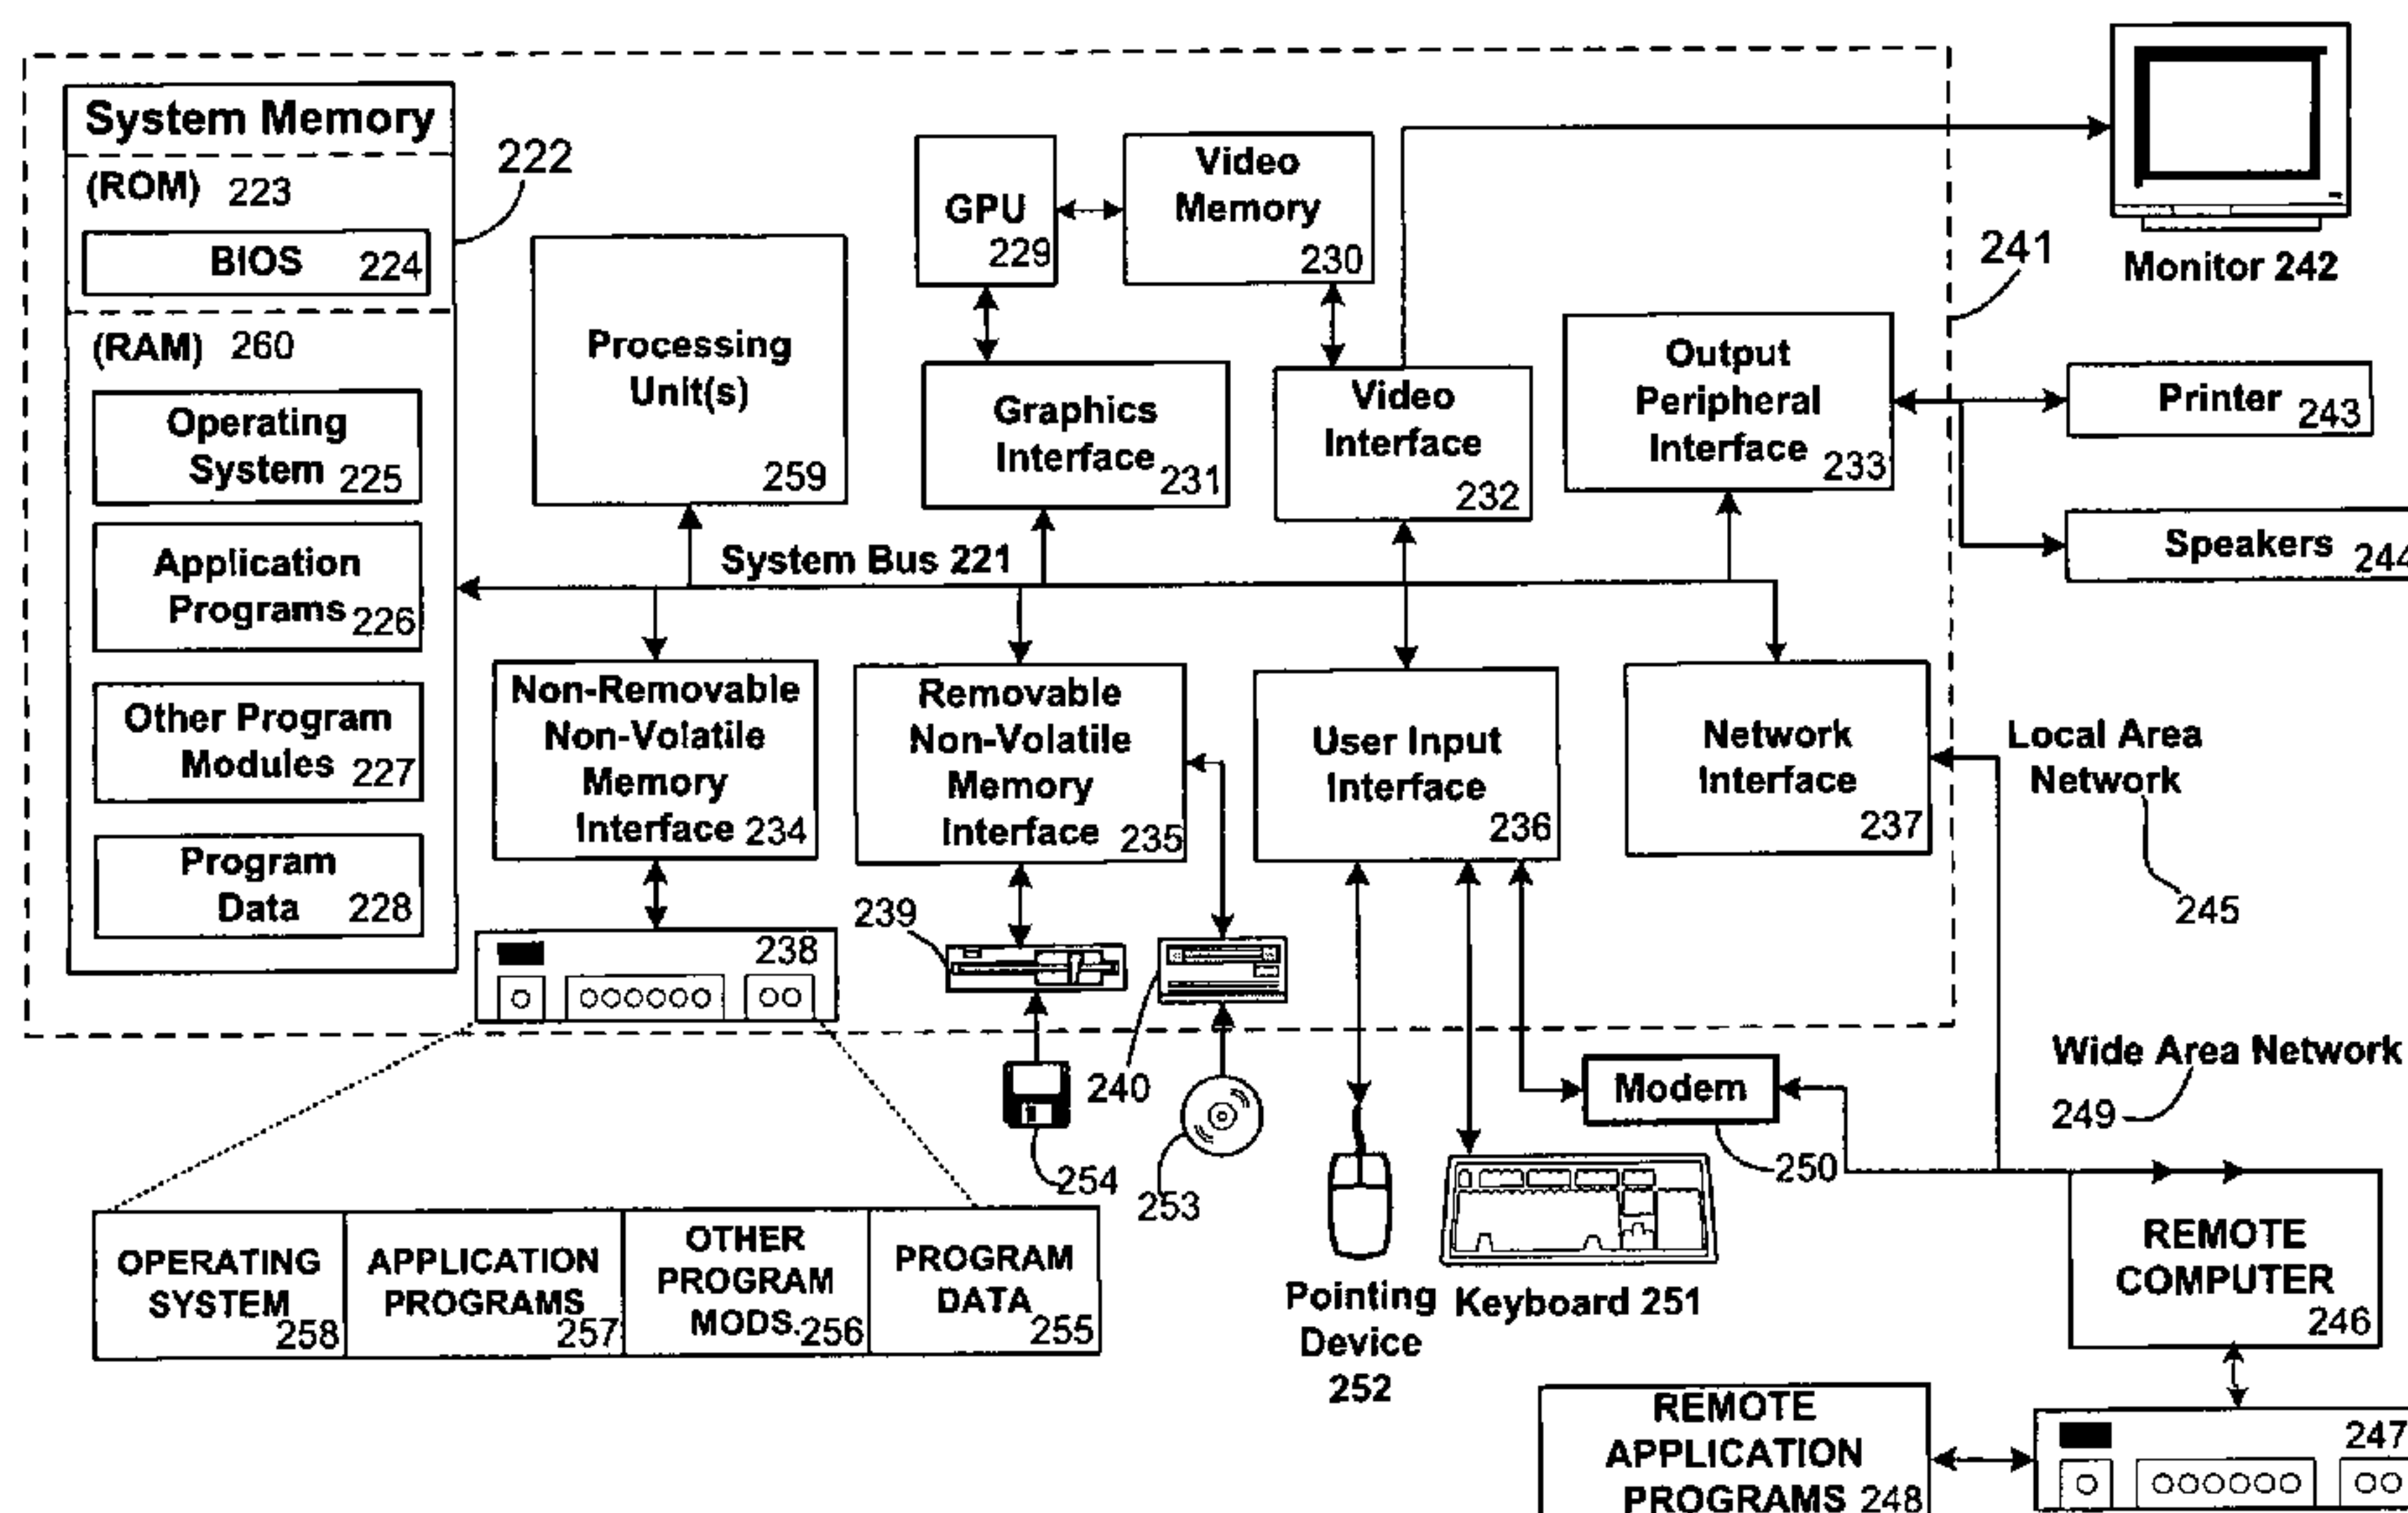 System Memory
(ROM) 223
BIOS 224
222
(RAM) 260
Operating
System 225
Application
Programs 226
Other Program
Modules 227
Program
Data 228
Processing
Unit(s)
259
GPU
229
Video
Memory
230
Graphics
Interface 231
Video
Interface
232
Output
Peripheral
Interface 233
241
Monitor 242
Printer 243
Speakers 244
System Bus 221
Non-Removable
Non-Volatile
Memory
Interface 234
Removable
Non-Volatile
Memory
Interface 235
User Input
Interface
236
Network
Interface
237
Local Area
Network
245
238
239
240
254
253
Modem
250
Wide Area Network
249
OPERATING
SYSTEM 258
APPLICATION
PROGRAMS 257
OTHER
PROGRAM
MODS. 256
PROGRAM
DATA 255
Pointing
Device
252
Keyboard 251
REMOTE
COMPUTER
246
REMOTE
APPLICATION
PROGRAMS 248
247